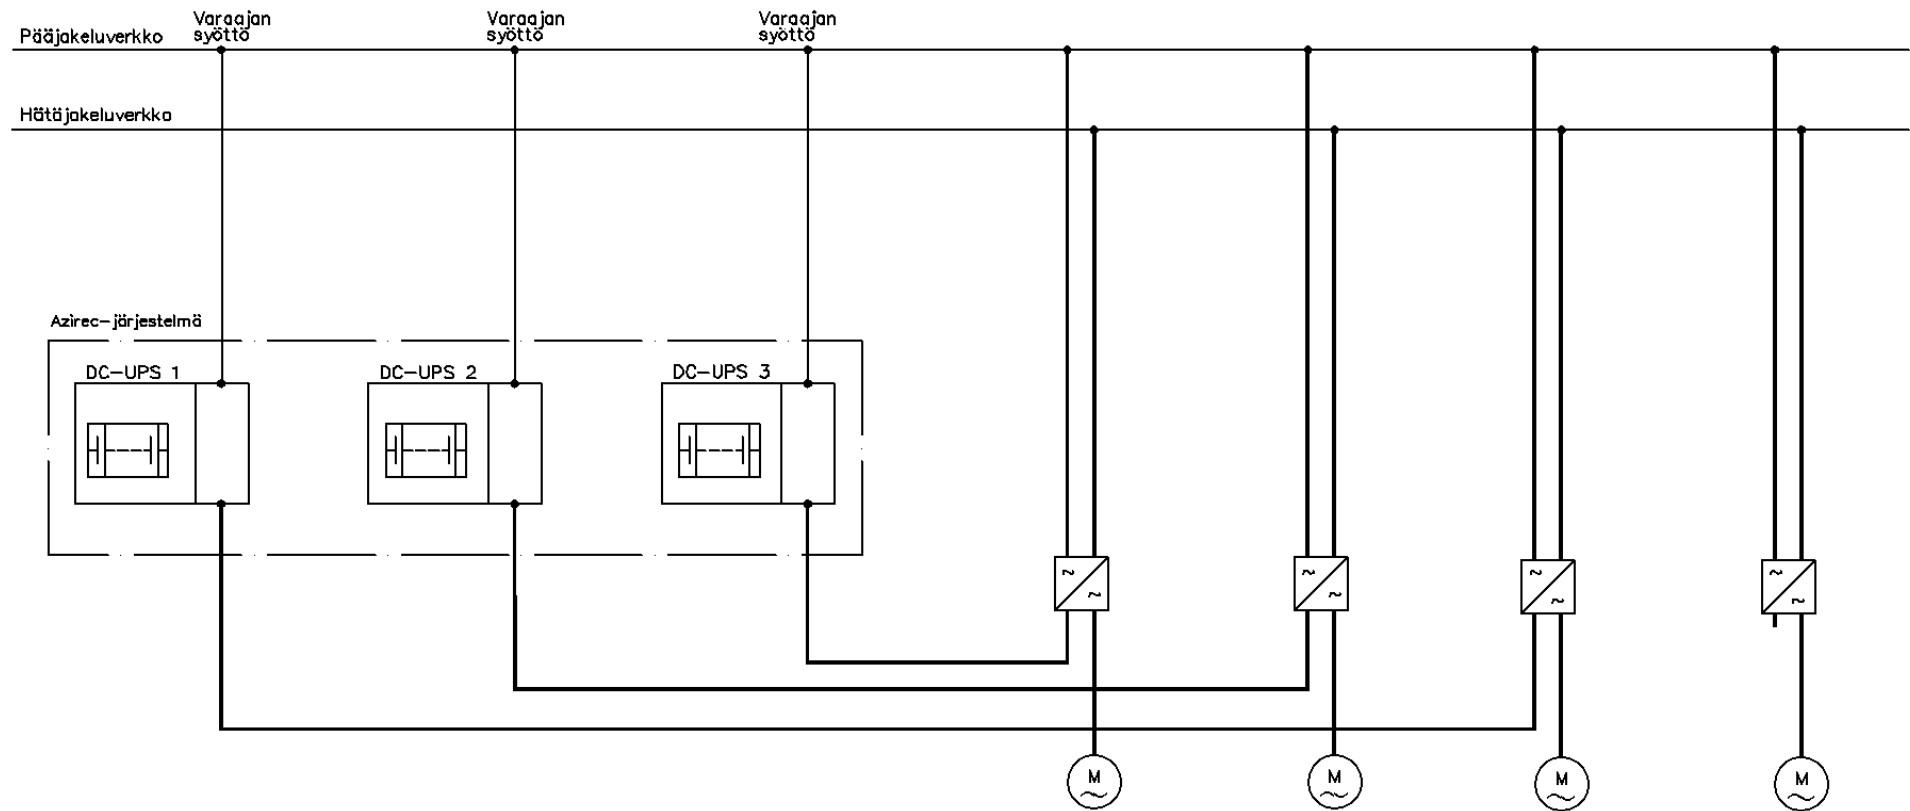 Varaajan
syöttö
Varaajan
syöttö
Varaajan
syöttö
Pääjakeluverkko
Hätäjakeluverkko
Azirec-järjestelmä
DC-UPS 1
DC-UPS 2
DC-UPS 3
~
~
~
~
~
~
~
~
M
~
M
~
M
~
M
~